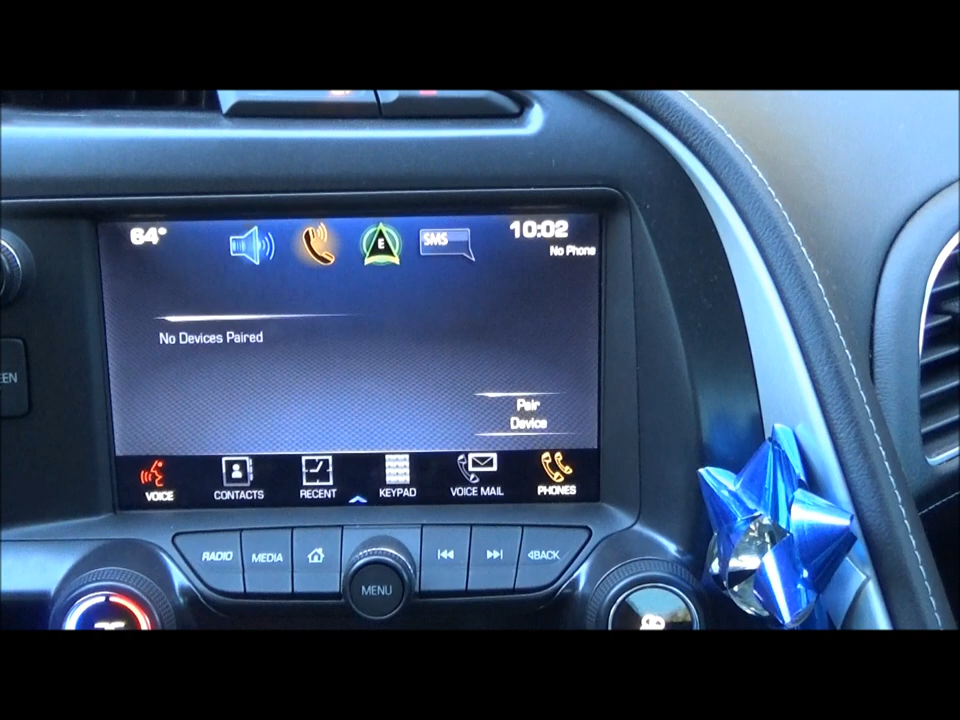 64°
E
SMS
10:02
No Phone
No Devices Paired
Pair
Device
VOICE
CONTACTS
RECENT
KEYPAD
VOICE MAIL
PHONES
EEN
RADIO
MEDIA
MENU
BACK